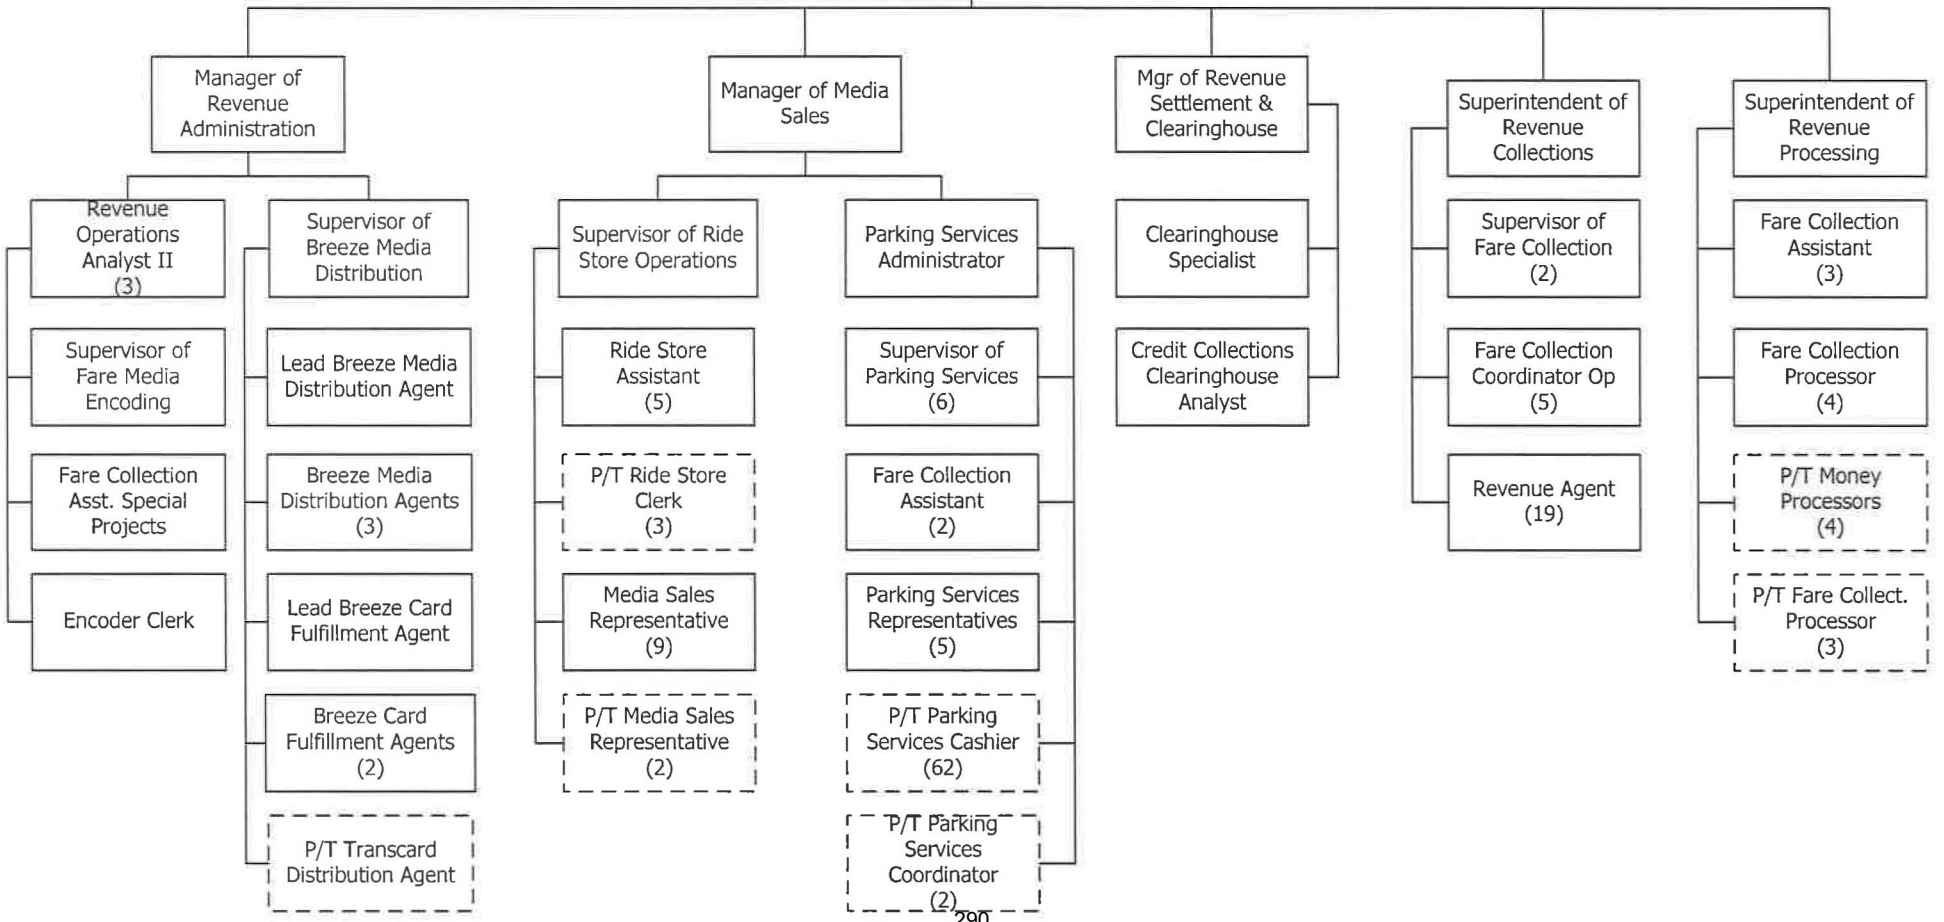 Manager of
Revenue
Administration
Manager of Media
Sales
Mgr of Revenue
Settlement &
Clearinghouse
Superintendent of
Revenue
Collections
Superintendent of
Revenue
Processing
Revenue
Operations
Analyst II
(3)
Supervisor of
Breeze Media
Distribution
Supervisor of Ride
Store Operations
Parking Services
Administrator
Clearinghouse
Specialist
Supervisor of
Fare Collection
(2)
Fare Collection
Assistant
(3)
Supervisor of
Fare Media
Encoding
Lead Breeze Media
Distribution Agent
Ride Store
Assistant
(5)
Supervisor of
Parking Services
(6)
Credit Collections
Clearinghouse
Analyst
Fare Collection
Coordinator Op
(5)
Fare Collection
Processor
(4)
Fare Collection
Asst. Special
Projects
Breeze Media
Distribution Agents
(3)
P/T Ride Store
Clerk
(3)
Fare Collection
Assistant
(2)
Revenue Agent
(19)
P/T Money
Processors
(4)
Encoder Clerk
Lead Breeze Card
Fulfillment Agent
Media Sales
Representative
(9)
Parking Services
Representatives
(5)
P/T Fare Collect.
Processor
(3)
Breeze Card
Fulfillment Agents
(2)
P/T Media Sales
Representative
(2)
P/T Parking
Services Cashier
(62)
P/T Transcard
Distribution Agent
P/T Parking
Services
Coordinator
(2)
290